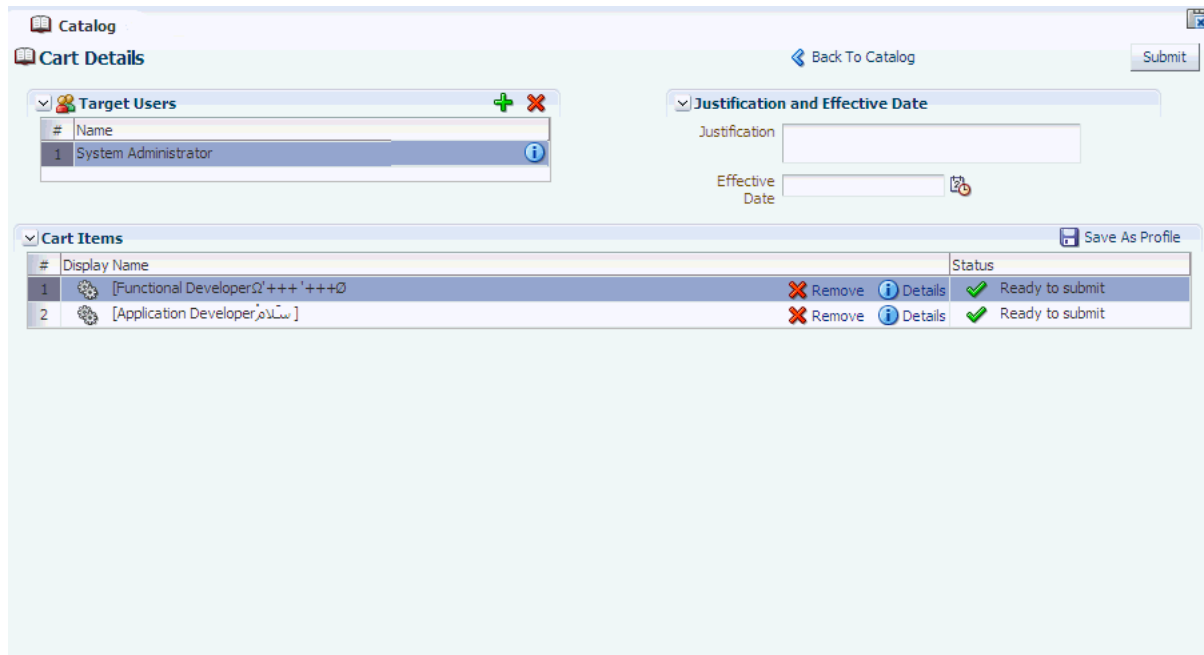 Catalog
Cart Details
Back To Catalog
Submit
Target Users
# Name
1 System Administrator
Justification and Effective Date
Justification
Effective
Date
Cart Items
Save As Profile
# Display Name Status
1 [Functional DeveloperΩ'+++ '+++Ø Remove Details Ready to submit
2 [Application Developer سلام ] Remove Details Ready to submit